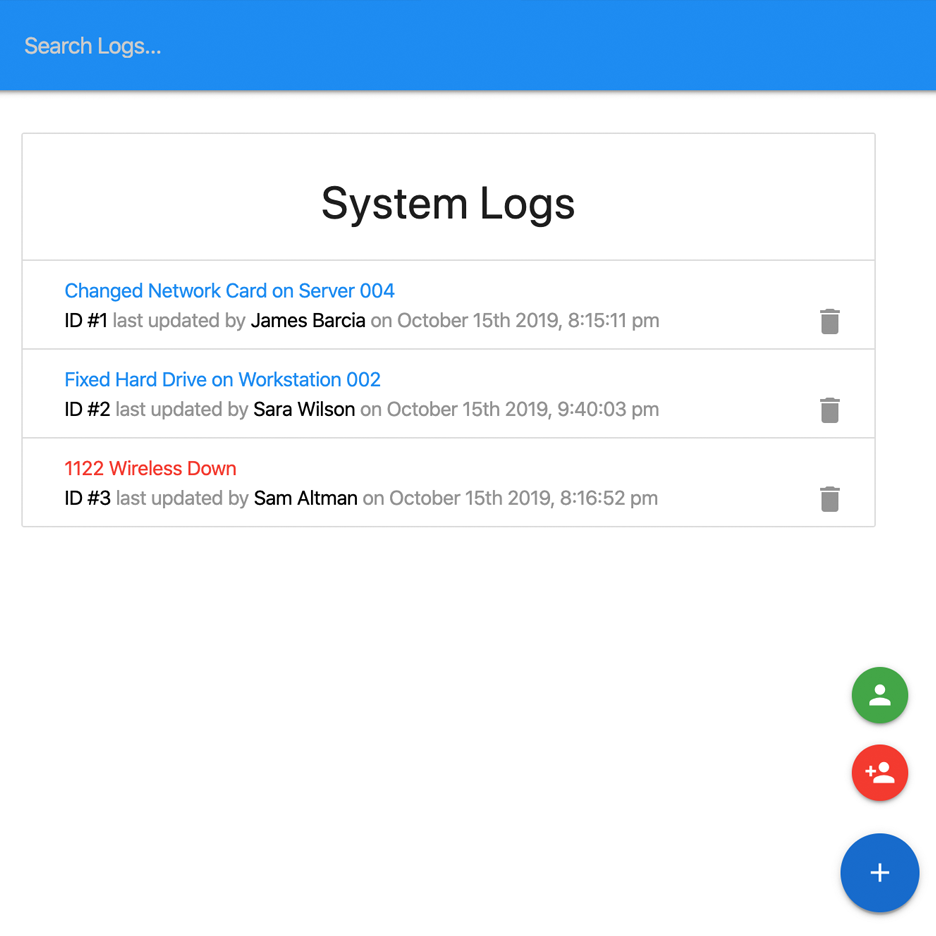 Search Logs...
System Logs
Changed Network Card on Server 004
ID #1 last updated by James Barcia on October 15th 2019, 8:15:11 pm
Fixed Hard Drive on Workstation 002
ID #2 last updated by Sara Wilson on October 15th 2019, 9:40:03 pm
1122 Wireless Down
ID #3 last updated by Sam Altman on October 15th 2019, 8:16:52 pm